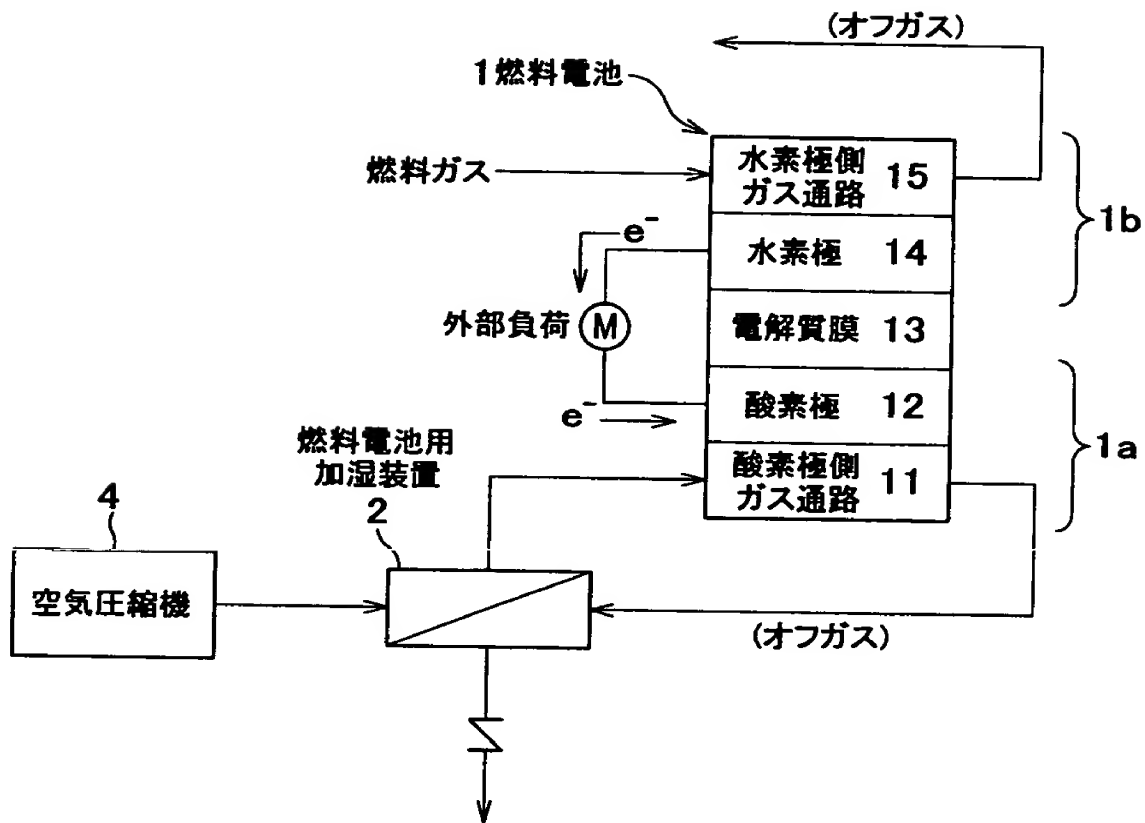 (オフガス)
1燃料電池
燃料ガス
水素極側
ガス通路 15
1b
e⁻
水素極 14
外部負荷 M
電解質膜 13
e⁻
酸素極 12
1a
燃料電池用
加湿装置
2
酸素極側
ガス通路 11
4
空気圧縮機
(オフガス)